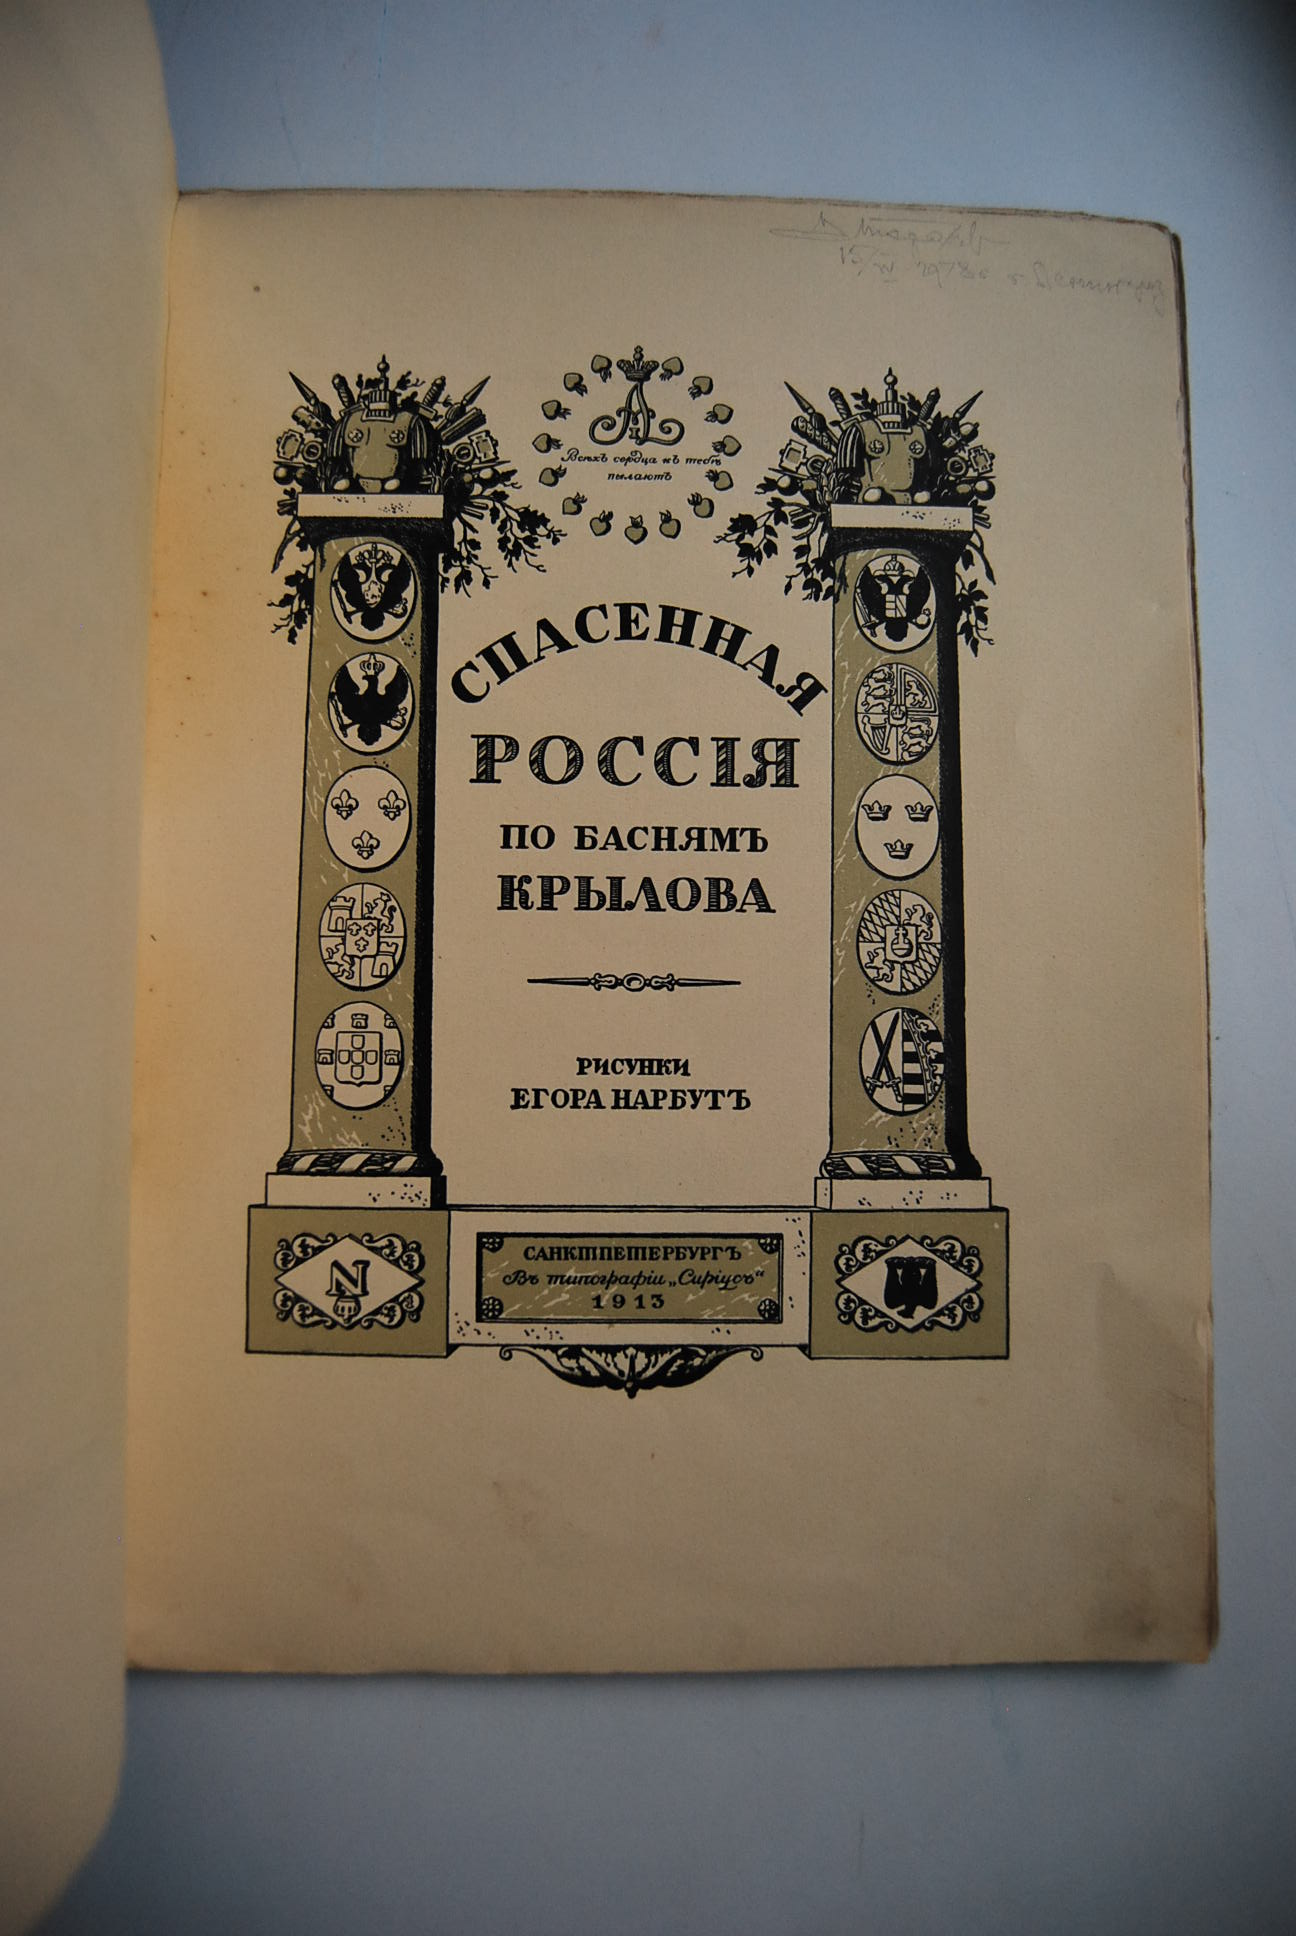 А I
Всѣхъ сердца къ тебѣ
пылаютъ
СПАСЕННАЯ
РОССІЯ
ПО БАСНЯМЪ
КРЫЛОВА
РИСУНКИ
ЕГОРА НАРБУТЪ
N
САНКТПЕТЕРБУРГЪ
Въ типографіи „Сиріусъ“
1913